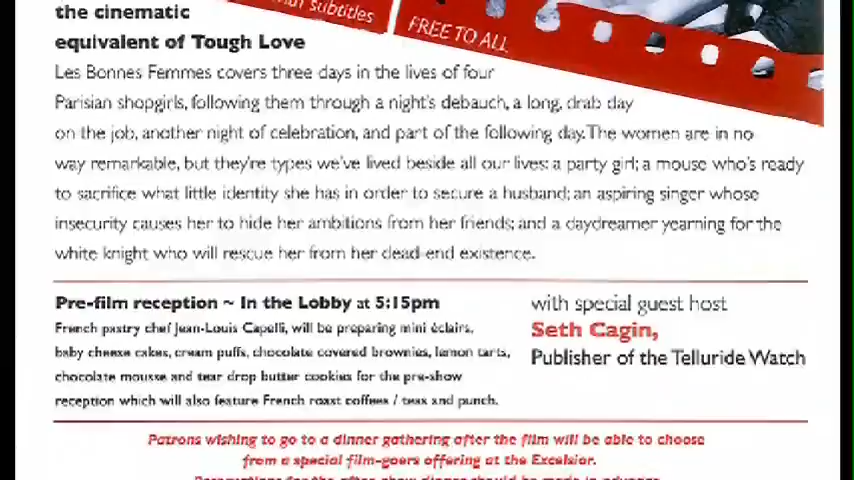 the cinematic
subtitles
FREE TO ALL
equivalent of Tough Love
Les Bonnes Femmes covers three days in the lives of four
Parisian shopgirls, following them through a night's debauch, a long, drab day
on the job, another night of celebration, and part of the following day. The women are in no
way remarkable, but they're types we've lived beside all our lives: a party girl; a mouse who's ready
to sacrifice what little identity she has in order to secure a husband; an aspiring singer whose
insecurity causes her to hide her ambitions from her friends; and a daydreamer yearning for the
white knight who will rescue her from her dead-end existence.
Pre-film reception ~ In the Lobby at 5:15pm
French pastry chef Jean-Louis Capelli, will be preparing mini éclairs,
baby cheese cakes, cream puffs, chocolate covered brownies, lemon tarts,
chocolate mousse and tear drop butter cookies for the pre-show
reception which will also feature French roast coffees / teas and punch.
with special guest host
Seth Cagin,
Publisher of the Telluride Watch
Patrons wishing to go to a dinner gathering after the film will be able to choose
from a special film-goers offering at the Excelsior.